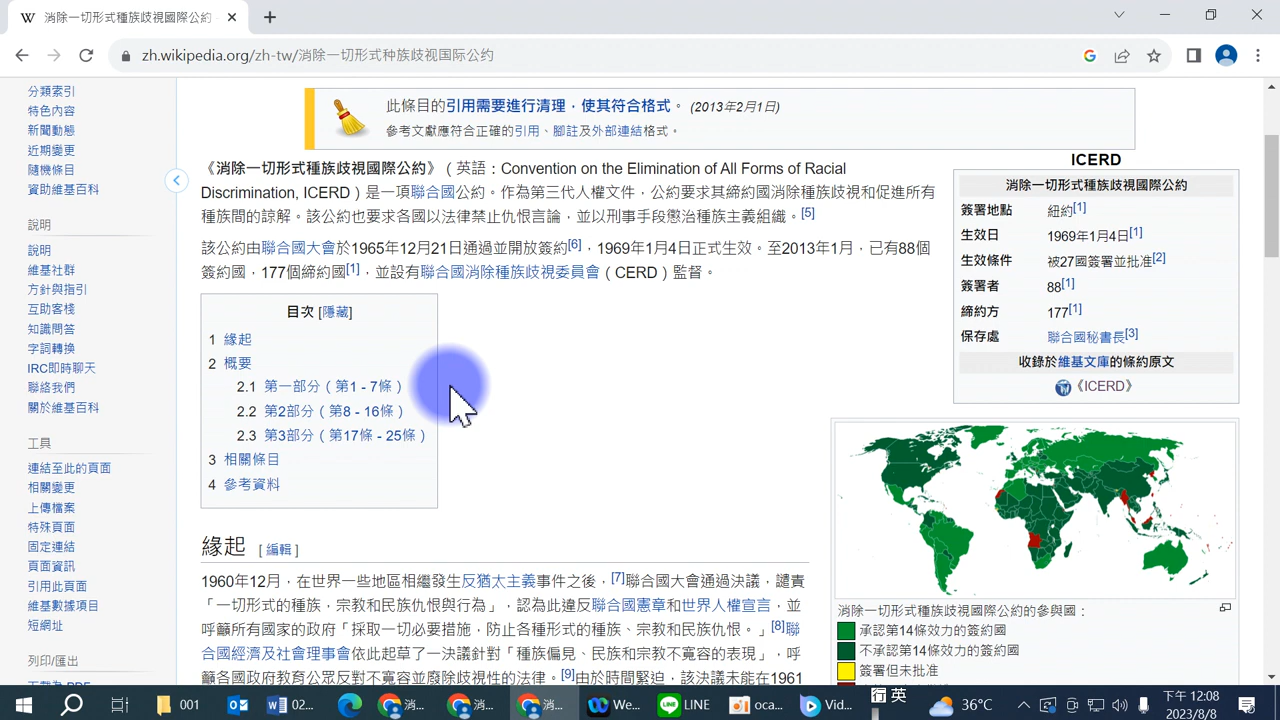 消除一切形式種族歧視國際公約
zh.wikipedia.org/zh-tw/消除一切形式种族歧视国际公约
分類索引
特色內容
新聞動態
近期變更
隨機條目
資助維基百科
說明
說明
維基社群
方針與指引
互助客棧
知識問答
字詞轉換
IRC即時聊天
聯絡我們
關於維基百科
工具
連結至此的頁面
相關變更
上傳檔案
特殊頁面
固定連結
頁面資訊
引用此頁面
維基數據項目
短網址
列印/匯出
下載為 PDF
此條目的引用需要進行清理，使其符合格式。 (2013年2月1日)
參考文獻應符合正確的引用、腳註及外部連結格式。
《消除一切形式種族歧視國際公約》（英語：Convention on the Elimination of All Forms of Racial
Discrimination, ICERD）是一項聯合國公約。作為第三代人權文件，公約要求其締約國消除種族歧視和促進所有
種族間的諒解。該公約也要求各國以法律禁止仇恨言論，並以刑事手段懲治種族主義組織。[5]
該公約由聯合國大會於1965年12月21日通過並開放簽約[6]，1969年1月4日正式生效。至2013年1月，已有88個
簽約國，177個締約國[1]，並設有聯合國消除種族歧視委員會（CERD）監督。
目次 [隱藏]
1 緣起
2 概要
2.1 第一部分（第1 - 7條）
2.2 第2部分（第8 - 16條）
2.3 第3部分（第17條 - 25條）
3 相關條目
4 參考資料
緣起 [編輯]
1960年12月，在世界一些地區相繼發生反猶太主義事件之後，[7]聯合國大會通過決議，譴責
「一切形式的種族，宗教和民族仇恨與行為」，認為此違反聯合國憲章和世界人權宣言，並
呼籲所有國家的政府「採取一切必要措施，防止各種形式的種族、宗教和民族仇恨。」[8]聯
合國經濟及社會理事會依此起草了一決議針對「種族偏見、民族和宗教不寬容的表現」，呼
籲各國政府教育公眾反對不寬容並廢除歧視性的法律。[9]由於時間緊迫，該決議未能在1961
ICERD
消除一切形式種族歧視國際公約
簽署地點 紐約[1]
生效日 1969年1月4日[1]
生效條件 被27國簽署並批准[2]
簽署者 88[1]
締約方 177[1]
保存處 聯合國秘書長[3]
收錄於維基文庫的條約原文
《ICERD》
消除一切形式種族歧視國際公約的參與國：
承認第14條效力的簽約國
不承認第14條效力的簽約國
簽署但未批准
001
02...
消...
消...
消...
We...
LINE
oca...
Vid...
行 英
36°C
下午 12:08
2023/8/8